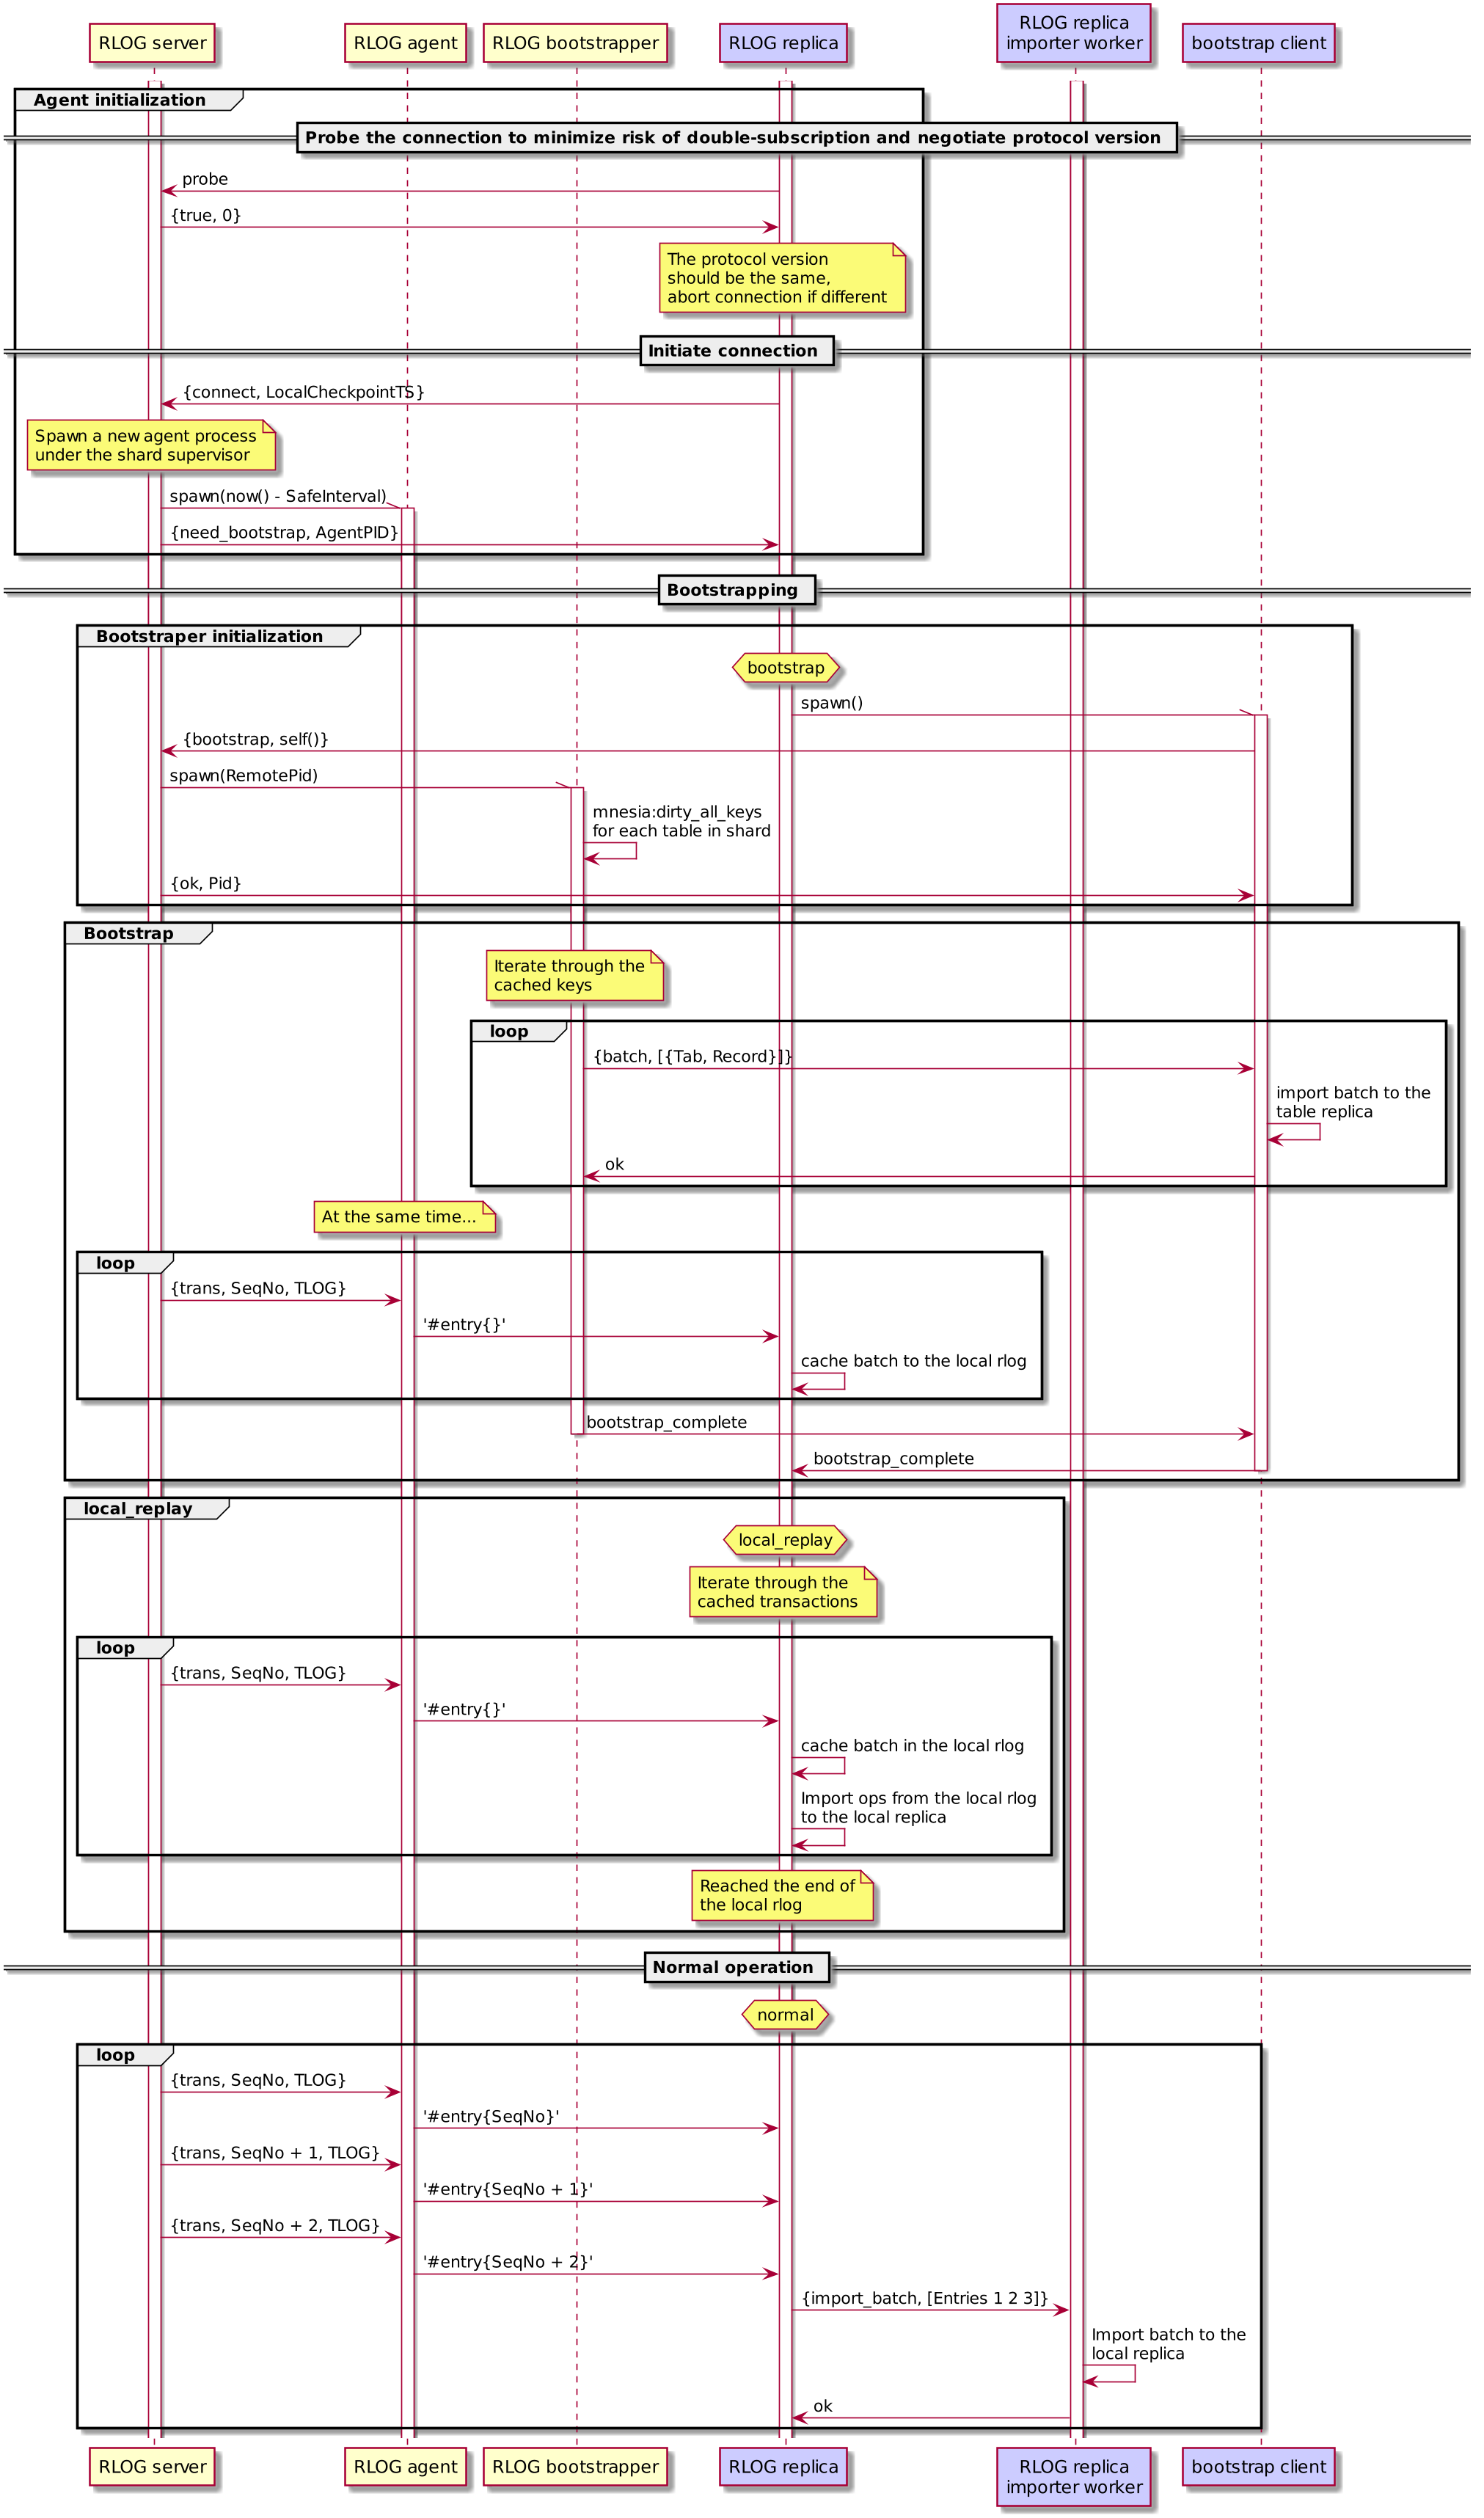 RLOG server
RLOG agent
RLOG bootstrapper
RLOG replica
RLOG replica
importer worker
bootstrap client
Agent initialization
Probe the connection to minimize risk of double-subscription and negotiate protocol version
probe
{true, 0}
The protocol version
should be the same,
abort connection if different
Initiate connection
{connect, LocalCheckpointTS}
Spawn a new agent process
under the shard supervisor
spawn(now() - SafeInterval)
{need_bootstrap, AgentPID}
Bootstrapping
Bootstraper initialization
bootstrap
spawn()
{bootstrap, self()}
spawn(RemotePid)
mnesia:dirty_all_keys
for each table in shard
{ok, Pid}
Bootstrap
Iterate through the
cached keys
loop
{batch, [{Tab, Record}]}
import batch to the
table replica
ok
At the same time...
loop
{trans, SeqNo, TLOG}
'#entry{}'
cache batch to the local rlog
bootstrap_complete
bootstrap_complete
local_replay
local_replay
Iterate through the
cached transactions
loop
{trans, SeqNo, TLOG}
'#entry{}'
cache batch in the local rlog
Import ops from the local rlog
to the local replica
Reached the end of
the local rlog
Normal operation
normal
loop
{trans, SeqNo, TLOG}
'#entry{SeqNo}'
{trans, SeqNo + 1, TLOG}
'#entry{SeqNo + 1}'
{trans, SeqNo + 2, TLOG}
'#entry{SeqNo + 2}'
{import_batch, [Entries 1 2 3]}
Import batch to the
local replica
ok
RLOG server
RLOG agent
RLOG bootstrapper
RLOG replica
RLOG replica
importer worker
bootstrap client